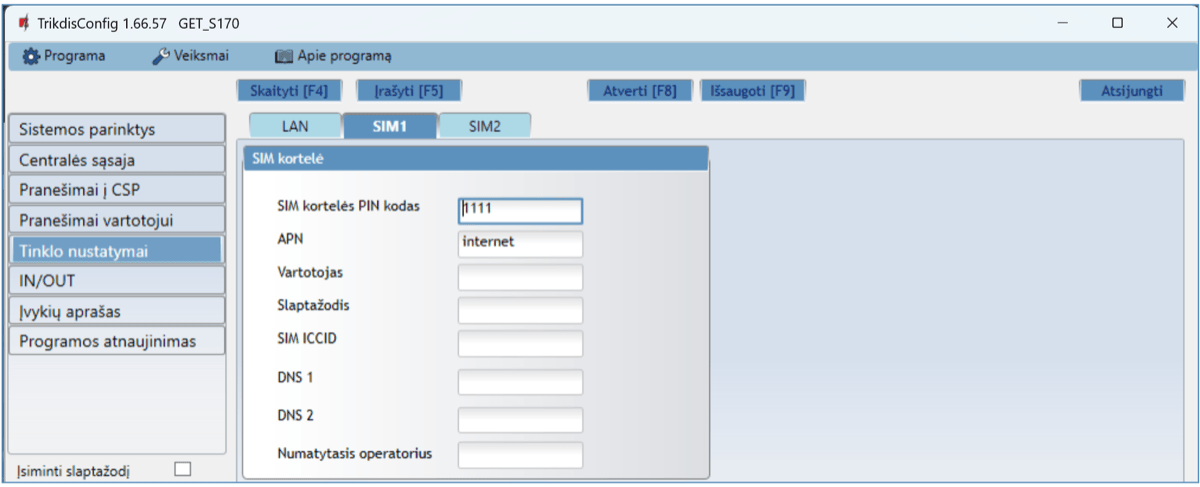 TrikdisConfig 1.66.57 GET_S170
Programa Veiksmai Apie programą
Skaityti [F4] Įrašyti [F5] Atverti [F8] Išsaugoti [F9] Atsijungti
Sistemos parinktys
Centralės sąsaja
Pranešimai į CSP
Pranešimai vartotojui
Tinklo nustatymai
IN/OUT
Įvykių aprašas
Programos atnaujinimas
Įsiminti slaptažodį
LAN SIM1 SIM2
SIM kortelė
SIM kortelės PIN kodas 1111
APN internet
Vartotojas
Slaptažodis
SIM ICCID
DNS 1
DNS 2
Numatytasis operatorius